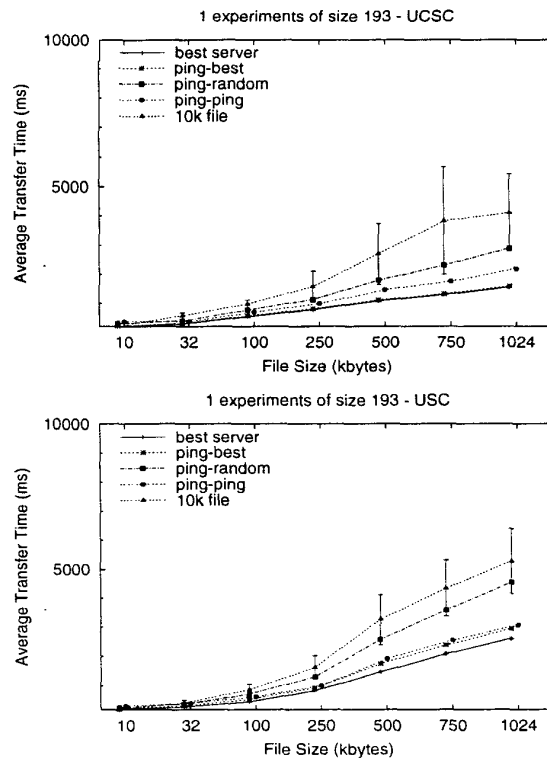 1 experiments of size 193 - UCSC
10000
best server
ping-best
ping-random
ping-ping
10k file
5000
Average Transfer Time (ms)
10 32 100 250 500 750 1024
File Size (kbytes)
1 experiments of size 193 - USC
10000
best server
ping-best
ping-random
ping-ping
10k file
5000
Average Transfer Time (ms)
10 32 100 250 500 750 1024
File Size (kbytes)